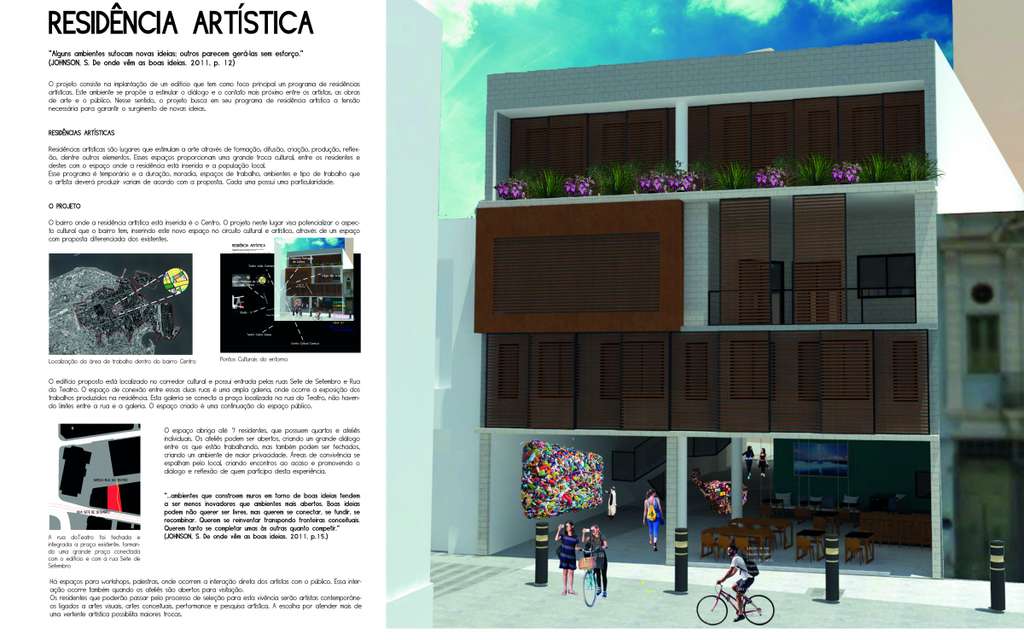 RESIDÊNCIA ARTÍSTICA
"Alguns ambientes sufocam novas ideias; outros parecem gerá-las sem esforço."
(JOHNSON, S. De onde vêm as boas ideias. 2011. p. 12)
O projeto consiste na implantação de um edifício que tem como foco principal um programa de residências
artísticas. Este ambiente se propõe a estimular o diálogo e o contato mais próximo entre os artistas, as obras
de arte e o público. Nesse sentido, o projeto busca em seu programa de residência artística a tensão
necessária para garantir o surgimento de novas ideias.
RESIDÊNCIAS ARTÍSTICAS
Residências artísticas são lugares que estimulam a arte através de formação, difusão, criação, produção, reflex-
ão, dentre outros elementos. Esses espaços proporcionam uma grande troca cultural, entre os residentes e
destes com o espaço onde a residência está inserida e a população local.
Esse programa é temporário e a duração, moradia, espaços de trabalho, ambientes e tipo de trabalho que
o artista deverá produzir variam de acordo com a proposta. Cada uma possui uma particularidade.
O PROJETO
O bairro onde a residência artística está inserida é o Centro. O projeto neste lugar visa potencializar o aspec-
to cultural que o bairro tem, inserindo este novo espaço no circuito cultural e artístico, através de um espaço
com proposta diferenciada dos existentes.
RESIDÊNCIA ARTÍSTICA
Localização da área de trabalho dentro do bairro Centro
Pontos Culturais do entorno
O edifício proposto está localizado no corredor cultural e possui entrada pelas ruas Sete de Setembro e Rua
do Teatro. O espaço de conexão entre essas duas ruas é uma ampla galeria, onde ocorre a exposição dos
trabalhos produzidos na residência. Esta galeria se conecta a praça localizada na rua do Teatro, não haven-
do limites entre a rua e a galeria. O espaço criado é uma continuação do espaço público.
O espaço abriga até 7 residentes, que possuem quartos e ateliês
individuais. Os ateliês podem ser abertos, criando um grande diálogo
entre os que estão trabalhando, mas também podem ser fechados,
criando um ambiente de maior privacidade. Áreas de convivência se
espalham pelo local, criando encontros ao acaso e promovendo o
diálogo e reflexão de quem participa desta experiência.
"...ambientes que constroem muros em torno de boas ideias tendem
a ser menos inovadores que ambientes mais abertos. Boas ideias
podem não querer ser livres, mas querem se conectar, se fundir, se
recombinar. Querem se reinventar transpondo fronteiras conceituais.
Querem tanto se completar umas às outras quanto competir."
(JOHNSON, S. De onde vêm as boas ideias. 2011. p.15.)
A rua doTeatro foi fechada e
integrada a praça existente, forman-
do uma grande praça conectada
com o edifício e com a rua Sete de
Setembro
Há espaços para workshops, palestras, onde ocorrem a interação direta dos artistas com o público. Essa inter-
ação ocorre também quando os ateliês são abertos para visitação.
Os residentes que poderão passar pelo processo de seleção para esta vivência serão artistas contemporâne-
os ligados a artes visuais, artes conceituais, performance e pesquisa artística. A escolha por atender mais de
uma vertente artística possibilita maiores trocas.